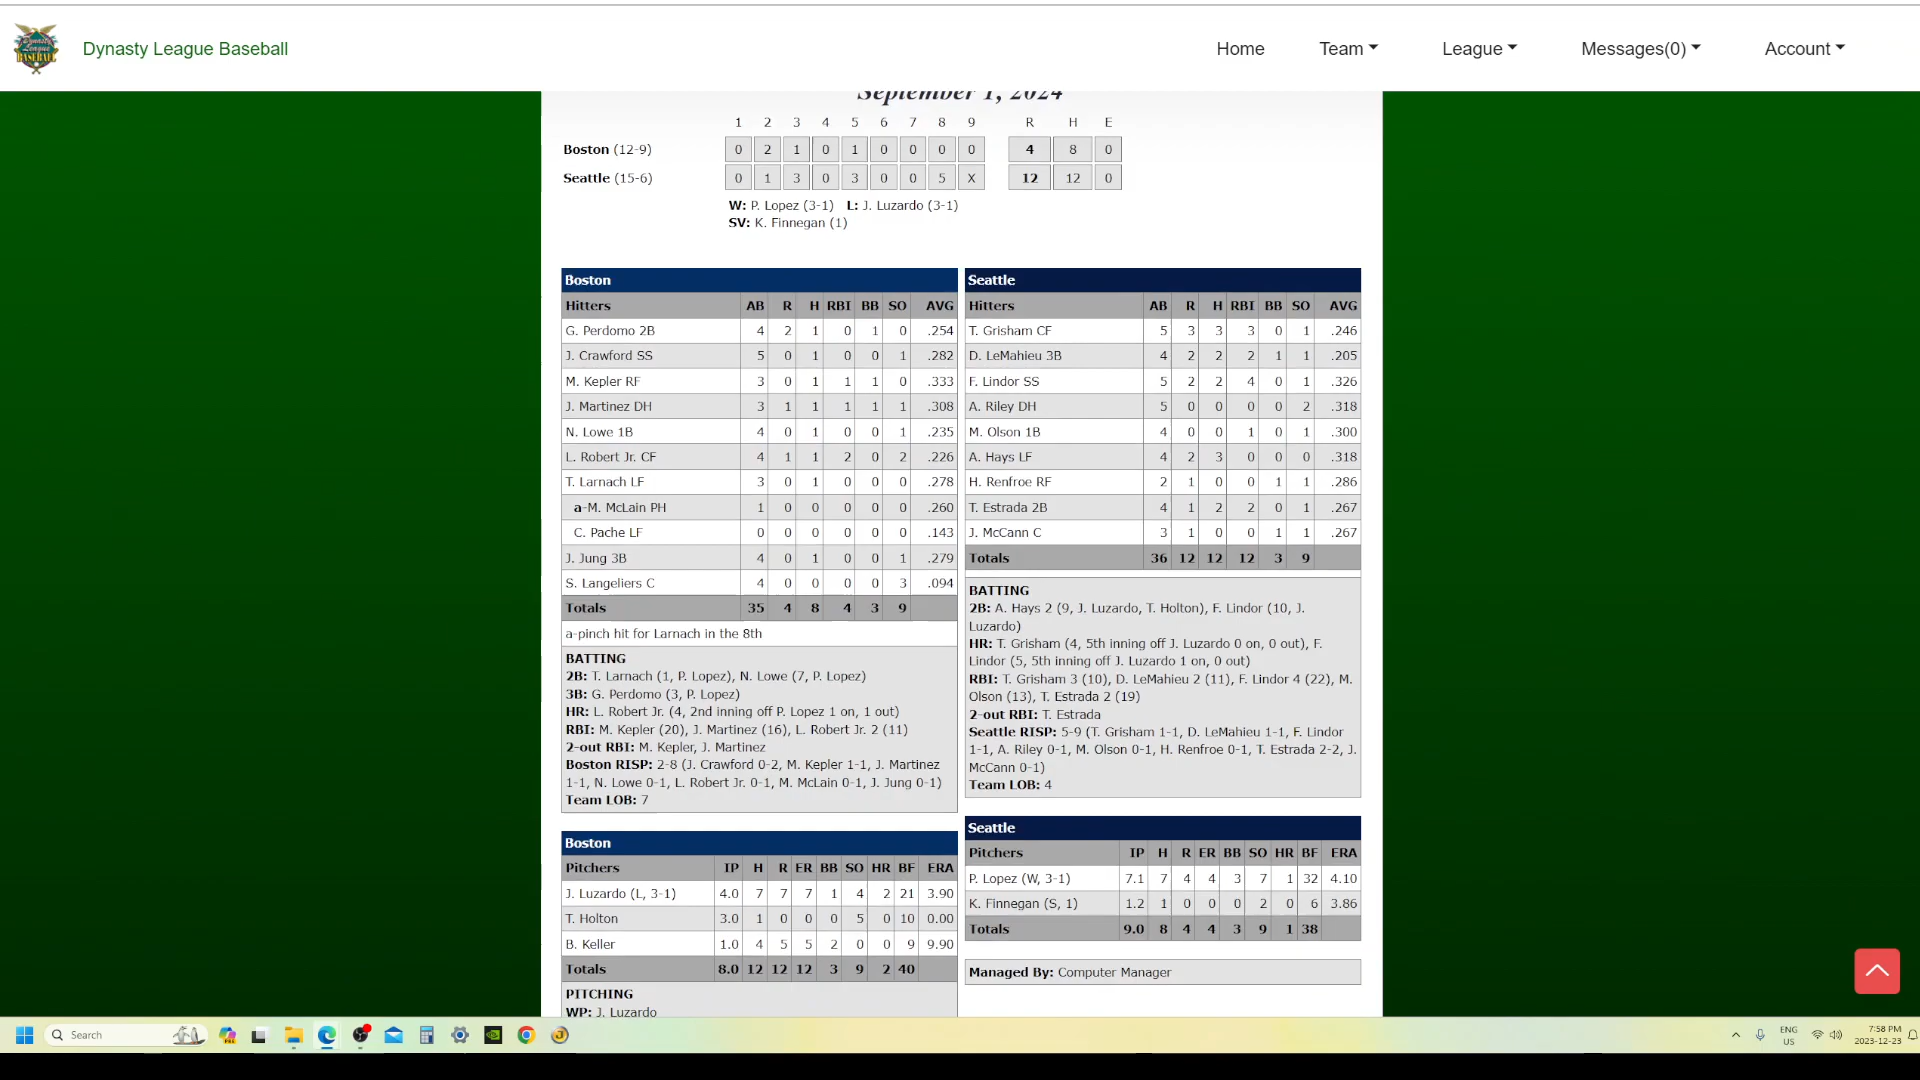 Dynasty League Baseball
Home Team League Messages(0) Account
September 1, 2024
1 2 3 4 5 6 7 8 9 R H E
Boston (12-9) 0 2 1 0 1 0 0 0 0 4 8 0
Seattle (15-6) 0 1 3 0 3 0 0 5 X 12 12 0
W: P. Lopez (3-1) L: J. Luzardo (3-1)
SV: K. Finnegan (1)
Boston
Hitters AB R H RBI BB SO AVG
G. Perdomo 2B 4 2 1 0 1 0 .254
J. Crawford SS 5 0 1 0 0 1 .282
M. Kepler RF 3 0 1 1 1 0 .333
J. Martinez DH 3 1 1 1 1 1 .308
N. Lowe 1B 4 0 1 0 0 1 .235
L. Robert Jr. CF 4 1 1 2 0 2 .226
T. Larnach LF 3 0 1 0 0 0 .278
a-M. McLain PH 1 0 0 0 0 0 .260
C. Pache LF 0 0 0 0 0 0 .143
J. Jung 3B 4 0 1 0 0 1 .279
S. Langeliers C 4 0 0 0 0 3 .094
Totals 35 4 8 4 3 9
a-pinch hit for Larnach in the 8th
BATTING
2B: T. Larnach (1, P. Lopez), N. Lowe (7, P. Lopez)
3B: G. Perdomo (3, P. Lopez)
HR: L. Robert Jr. (4, 2nd inning off P. Lopez 1 on, 1 out)
RBI: M. Kepler (20), J. Martinez (16), L. Robert Jr. 2 (11)
2-out RBI: M. Kepler, J. Martinez
Boston RISP: 2-8 (J. Crawford 0-2, M. Kepler 1-1, J. Martinez
1-1, N. Lowe 0-1, L. Robert Jr. 0-1, M. McLain 0-1, J. Jung 0-1)
Team LOB: 7
Seattle
Hitters AB R H RBI BB SO AVG
T. Grisham CF 5 3 3 3 0 1 .246
D. LeMahieu 3B 4 2 2 2 1 1 .205
F. Lindor SS 5 2 2 4 0 1 .326
A. Riley DH 5 0 0 0 0 2 .318
M. Olson 1B 4 0 0 1 0 1 .300
A. Hays LF 4 2 3 0 0 0 .318
H. Renfroe RF 2 1 0 0 1 1 .286
T. Estrada 2B 4 1 2 2 0 1 .267
J. McCann C 3 1 0 0 1 1 .267
Totals 36 12 12 12 3 9
BATTING
2B: A. Hays 2 (9, J. Luzardo, T. Holton), F. Lindor (10, J.
Luzardo)
HR: T. Grisham (4, 5th inning off J. Luzardo 0 on, 0 out), F.
Lindor (5, 5th inning off J. Luzardo 1 on, 0 out)
RBI: T. Grisham 3 (10), D. LeMahieu 2 (11), F. Lindor 4 (22), M.
Olson (13), T. Estrada 2 (19)
2-out RBI: T. Estrada
Seattle RISP: 5-9 (T. Grisham 1-1, D. LeMahieu 1-1, F. Lindor
1-1, A. Riley 0-1, M. Olson 0-1, H. Renfroe 0-1, T. Estrada 2-2, J.
McCann 0-1)
Team LOB: 4
Boston
Pitchers IP H R ER BB SO HR BF ERA
J. Luzardo (L, 3-1) 4.0 7 7 7 1 4 2 21 3.90
T. Holton 3.0 1 0 0 0 5 0 10 0.00
B. Keller 1.0 4 5 5 2 0 0 9 9.90
Totals 8.0 12 12 12 3 9 2 40
PITCHING
WP: J. Luzardo
Seattle
Pitchers IP H R ER BB SO HR BF ERA
P. Lopez (W, 3-1) 7.1 7 4 4 3 7 1 32 4.10
K. Finnegan (S, 1) 1.2 1 0 0 0 2 0 6 3.86
Totals 9.0 8 4 4 3 9 1 38
Managed By: Computer Manager
Search
ENG
US
7:58 PM
2023-12-23